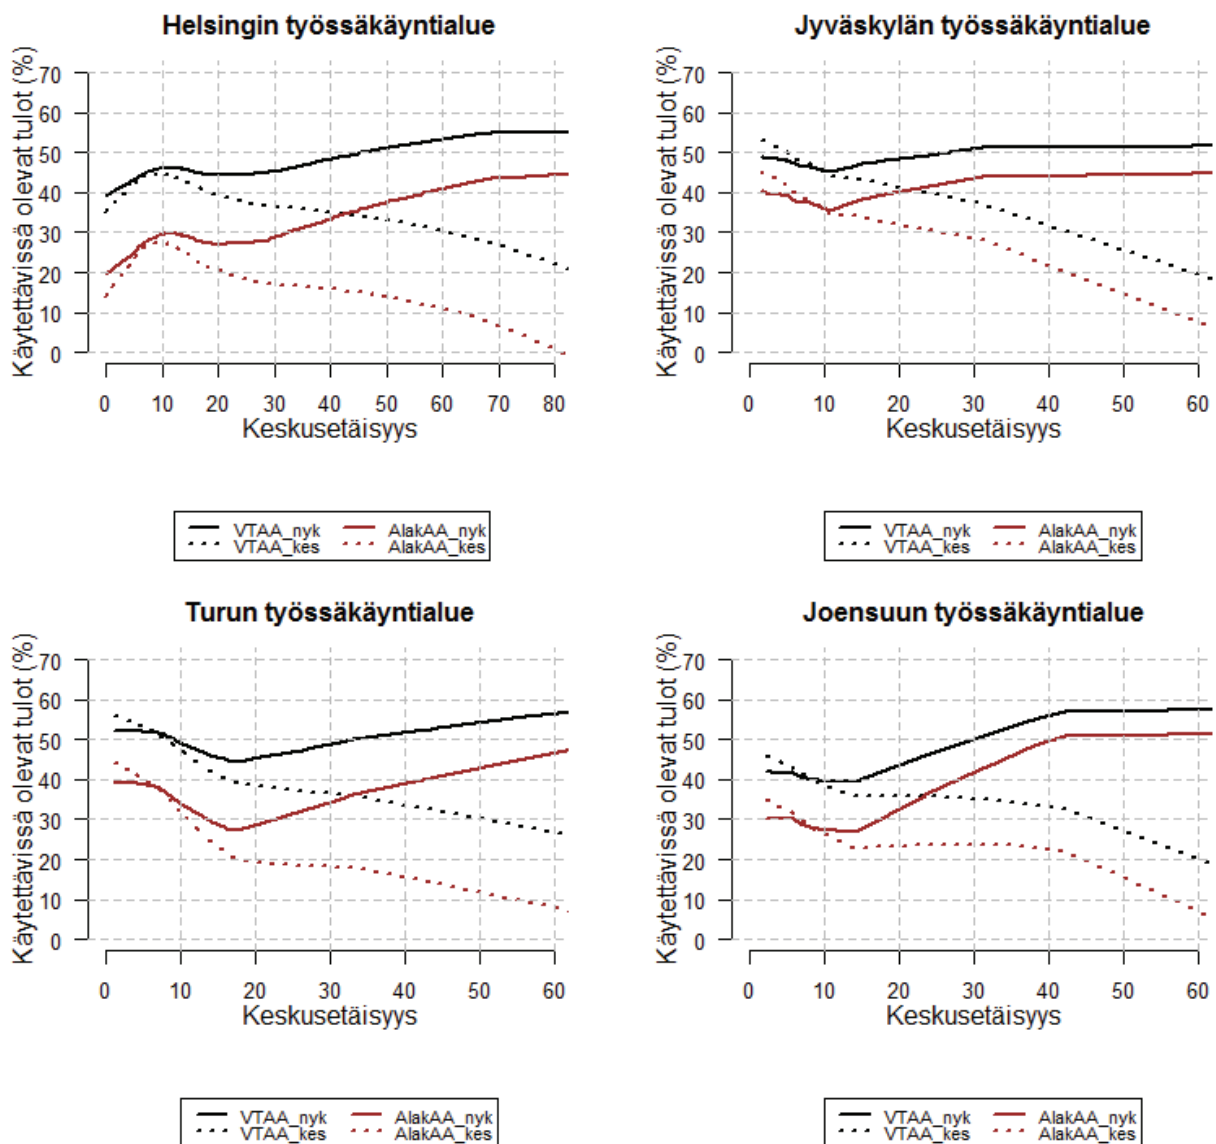 Helsingin työssäkäyntialue
Käytettävissä olevat tulot (%)
70
60
50
40
30
20
10
0
0 10 20 30 40 50 60 70 80
Keskusetäisyys
VTAA_nyk AlakAA_nyk
VTAA_kes AlakAA_kes
Jyväskylän työssäkäyntialue
Käytettävissä olevat tulot (%)
70
60
50
40
30
20
10
0
0 10 20 30 40 50 60
Keskusetäisyys
VTAA_nyk AlakAA_nyk
VTAA_kes AlakAA_kes
Turun työssäkäyntialue
Käytettävissä olevat tulot (%)
70
60
50
40
30
20
10
0
0 10 20 30 40 50 60
Keskusetäisyys
VTAA_nyk AlakAA_nyk
VTAA_kes AlakAA_kes
Joensuun työssäkäyntialue
Käytettävissä olevat tulot (%)
70
60
50
40
30
20
10
0
0 10 20 30 40 50 60
Keskusetäisyys
VTAA_nyk AlakAA_nyk
VTAA_kes AlakAA_kes